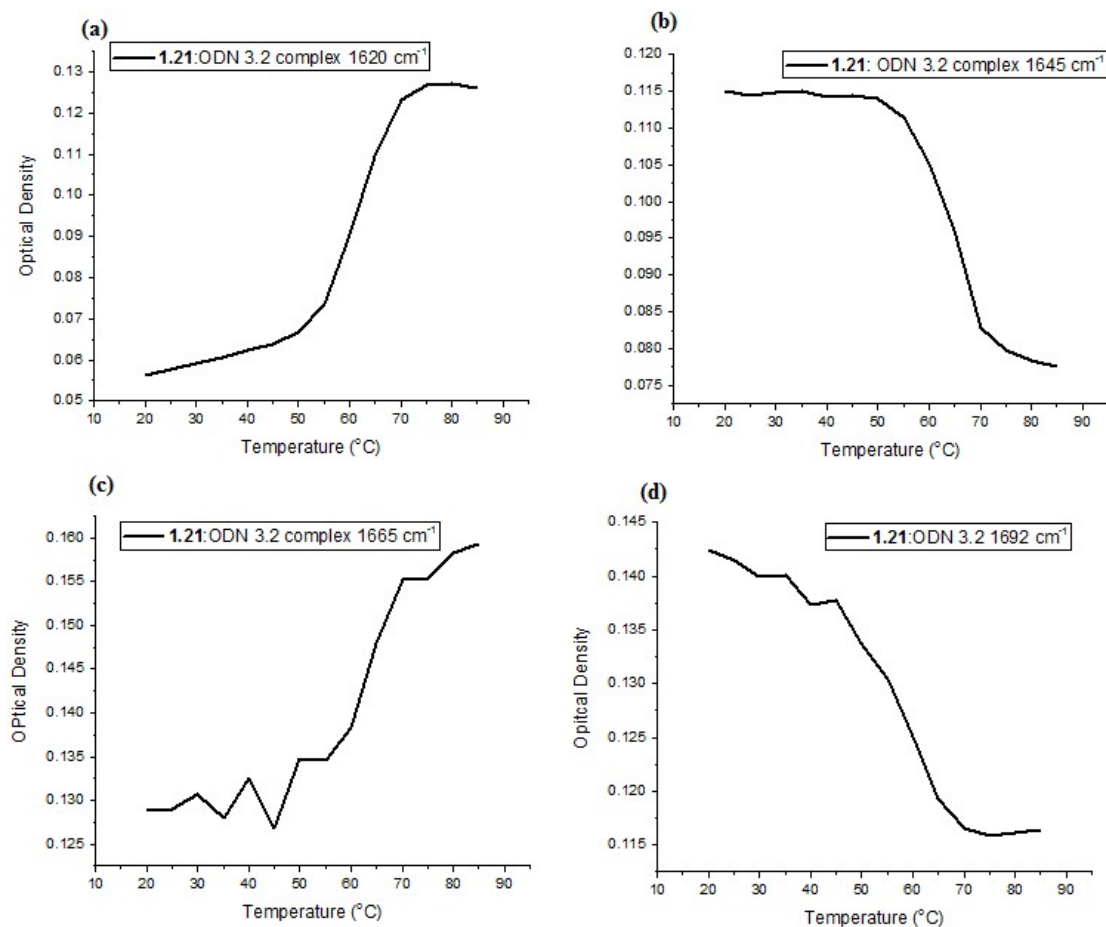 (a)
1.21:ODN 3.2 complex 1620 cm-1
0.13
0.12
0.11
0.10
0.09
0.08
0.07
0.06
0.05
Optical Density
10 20 30 40 50 60 70 80 90
Temperature (°C)
(b)
1.21: ODN 3.2 complex 1645 cm-1
0.120
0.115
0.110
0.105
0.100
0.095
0.090
0.085
0.080
0.075
10 20 30 40 50 60 70 80 90
Temperature (°C)
(c)
1.21:ODN 3.2 complex 1665 cm-1
0.160
0.155
0.150
0.145
0.140
0.135
0.130
0.125
OPtical Density
10 20 30 40 50 60 70 80 90
Temperature (°C)
(d)
1.21:ODN 3.2 1692 cm-1
0.145
0.140
0.135
0.130
0.125
0.120
0.115
Opitcal Density
10 20 30 40 50 60 70 80 90
Temperature (°C)